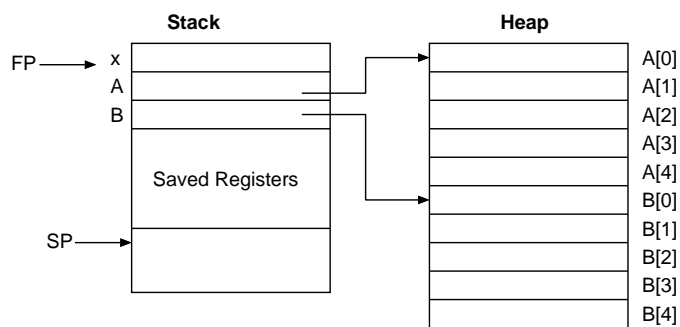 Stack
Heap
FP
x
A
B
Saved Registers
SP
A[0]
A[1]
A[2]
A[3]
A[4]
B[0]
B[1]
B[2]
B[3]
B[4]